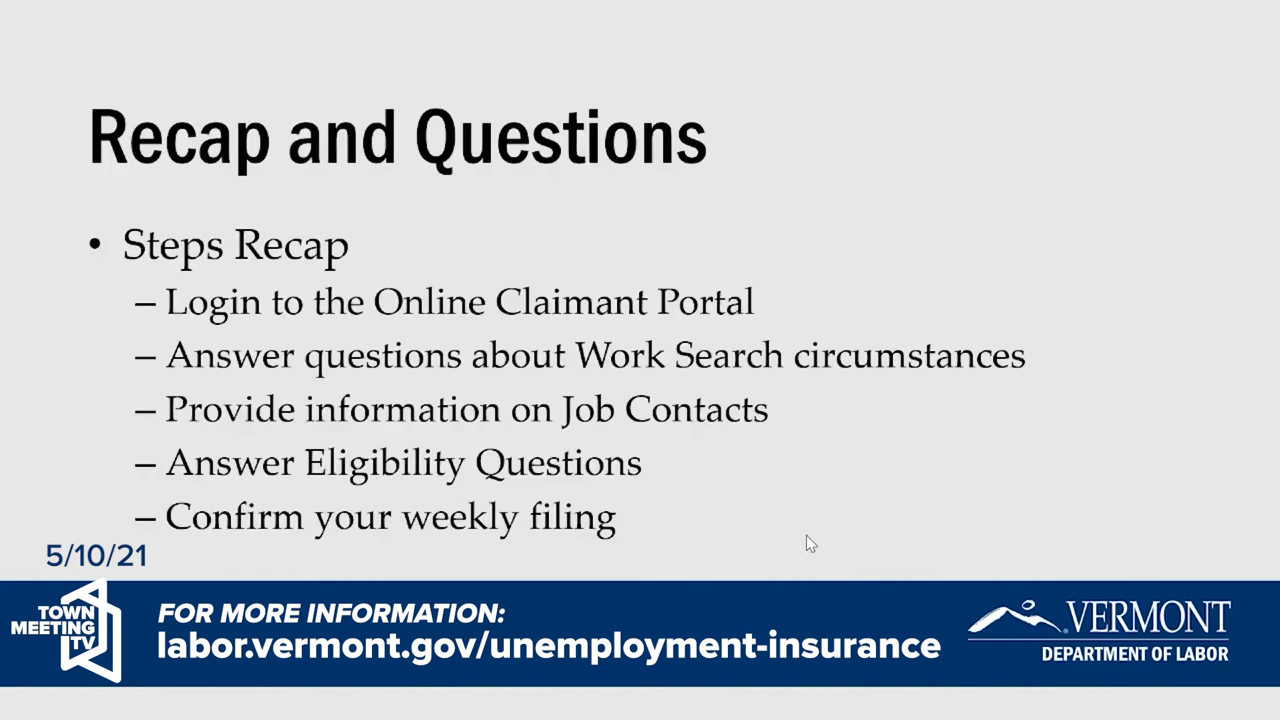 Recap and Questions
• Steps Recap
– Login to the Online Claimant Portal
– Answer questions about Work Search circumstances
– Provide information on Job Contacts
– Answer Eligibility Questions
– Confirm your weekly filing
5/10/21
TOWN
MEETING
TV
FOR MORE INFORMATION:
labor.vermont.gov/unemployment-insurance
VERMONT
DEPARTMENT OF LABOR